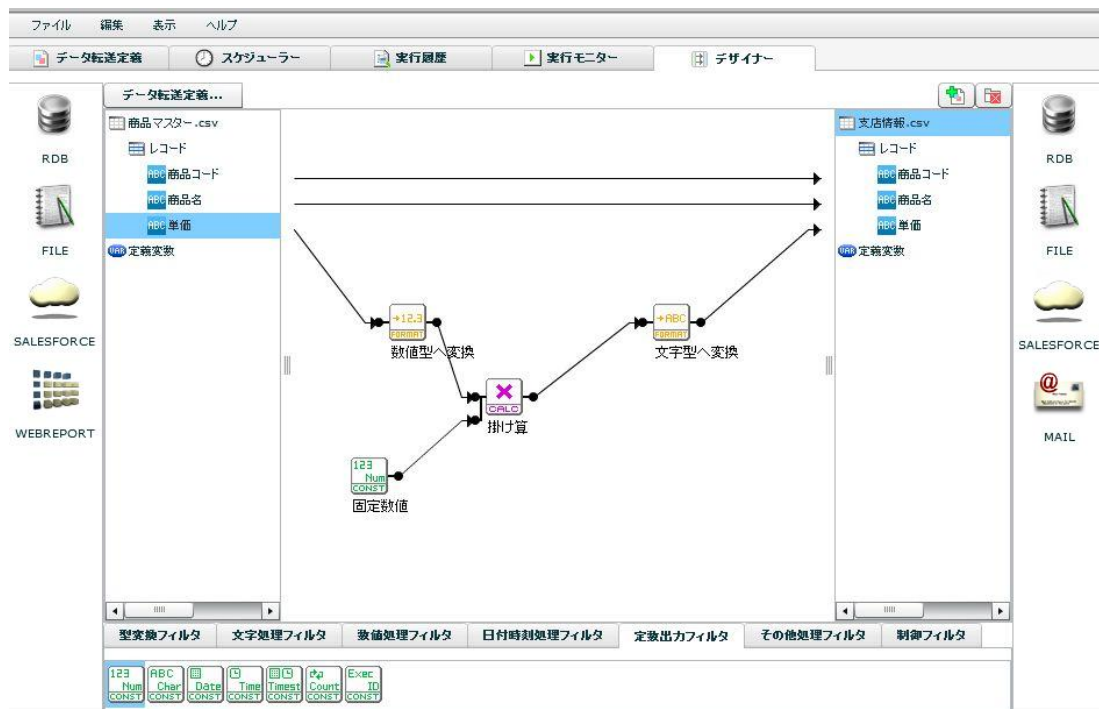 ファイル 編集 表示 ヘルプ
データ転送定義 スケジューラー 実行履歴 実行モニター デザイナー
データ転送定義...
RDB
FILE
SALESFORCE
WEBREPORT
商品マスター.csv
レコード
ABC 商品コード
ABC 商品名
ABC 単価
VAR 定義変数
→12.3
FORMAT
数値型へ変換
→ABC
FORMAT
文字型へ変換
CALC
掛け算
123
Num
CONST
固定数値
支店情報.csv
レコード
ABC 商品コード
ABC 商品名
ABC 単価
VAR 定義変数
RDB
FILE
SALESFORCE
@
MAIL
型変換フィルタ 文字処理フィルタ 数値処理フィルタ 日付時刻処理フィルタ 定数出力フィルタ その他処理フィルタ 制御フィルタ
123 ABC Exec
Num Char Date Time Timest Count ID
CONST CONST CONST CONST CONST CONST CONST